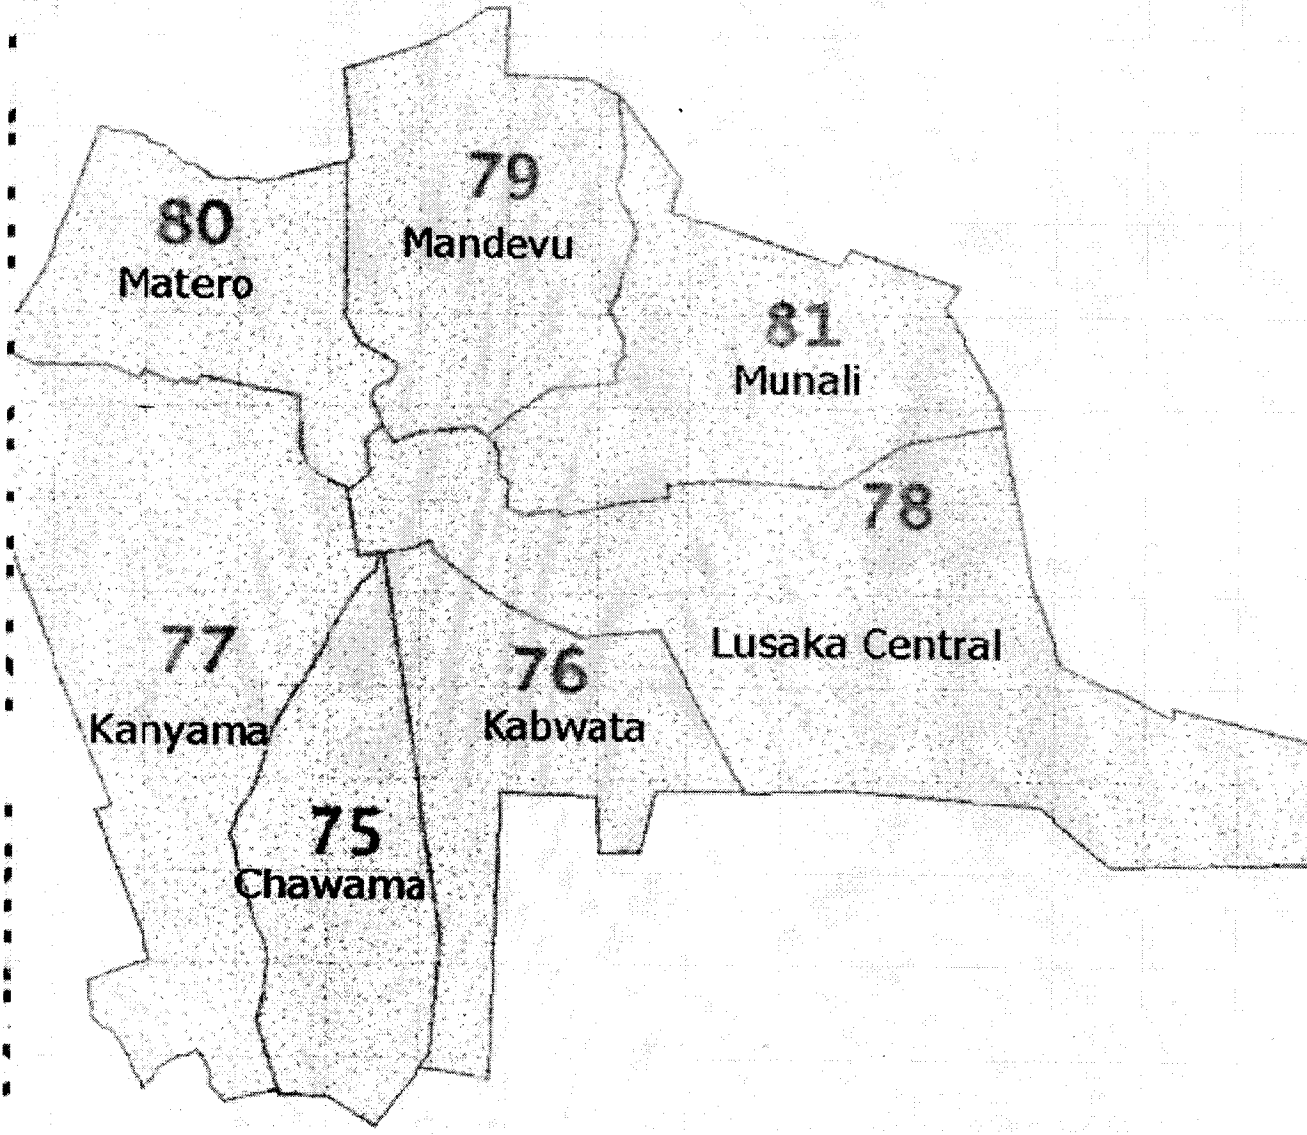 79
Mandevu
80
Matero
81
Munali
78
Lusaka Central
77
Kanyama
76
Kabwata
75
Chawama